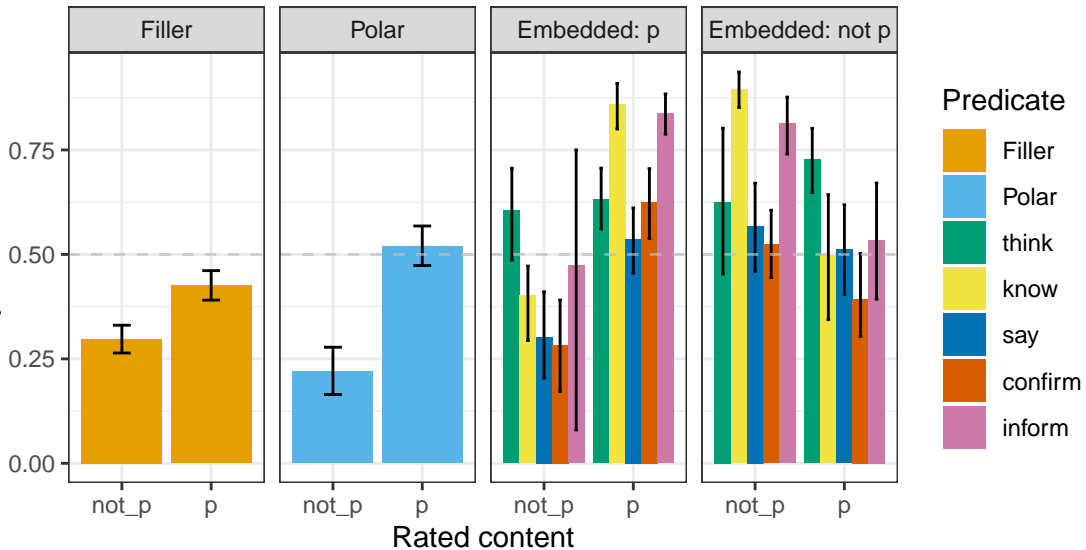 Filler
Polar
Embedded: p
Embedded: not p
0.75
0.50
0.25
0.00
not_p
p
not_p
p
not_p
p
not_p
p
Rated content
Predicate
Filler
Polar
think
know
say
confirm
inform